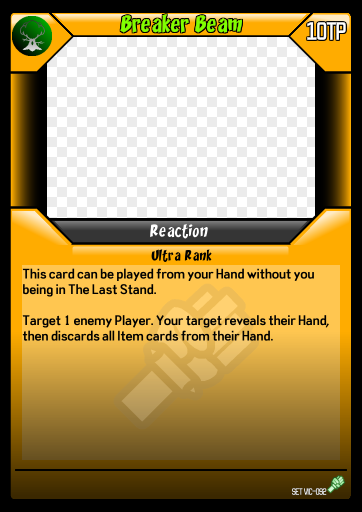 Breaker Beam
10TP
Reaction
Ultra Rank
This card can be played from your Hand without you
being in The Last Stand.
Target 1 enemy Player. Your target reveals their Hand,
then discards all Item cards from their Hand.
SET VIC-092